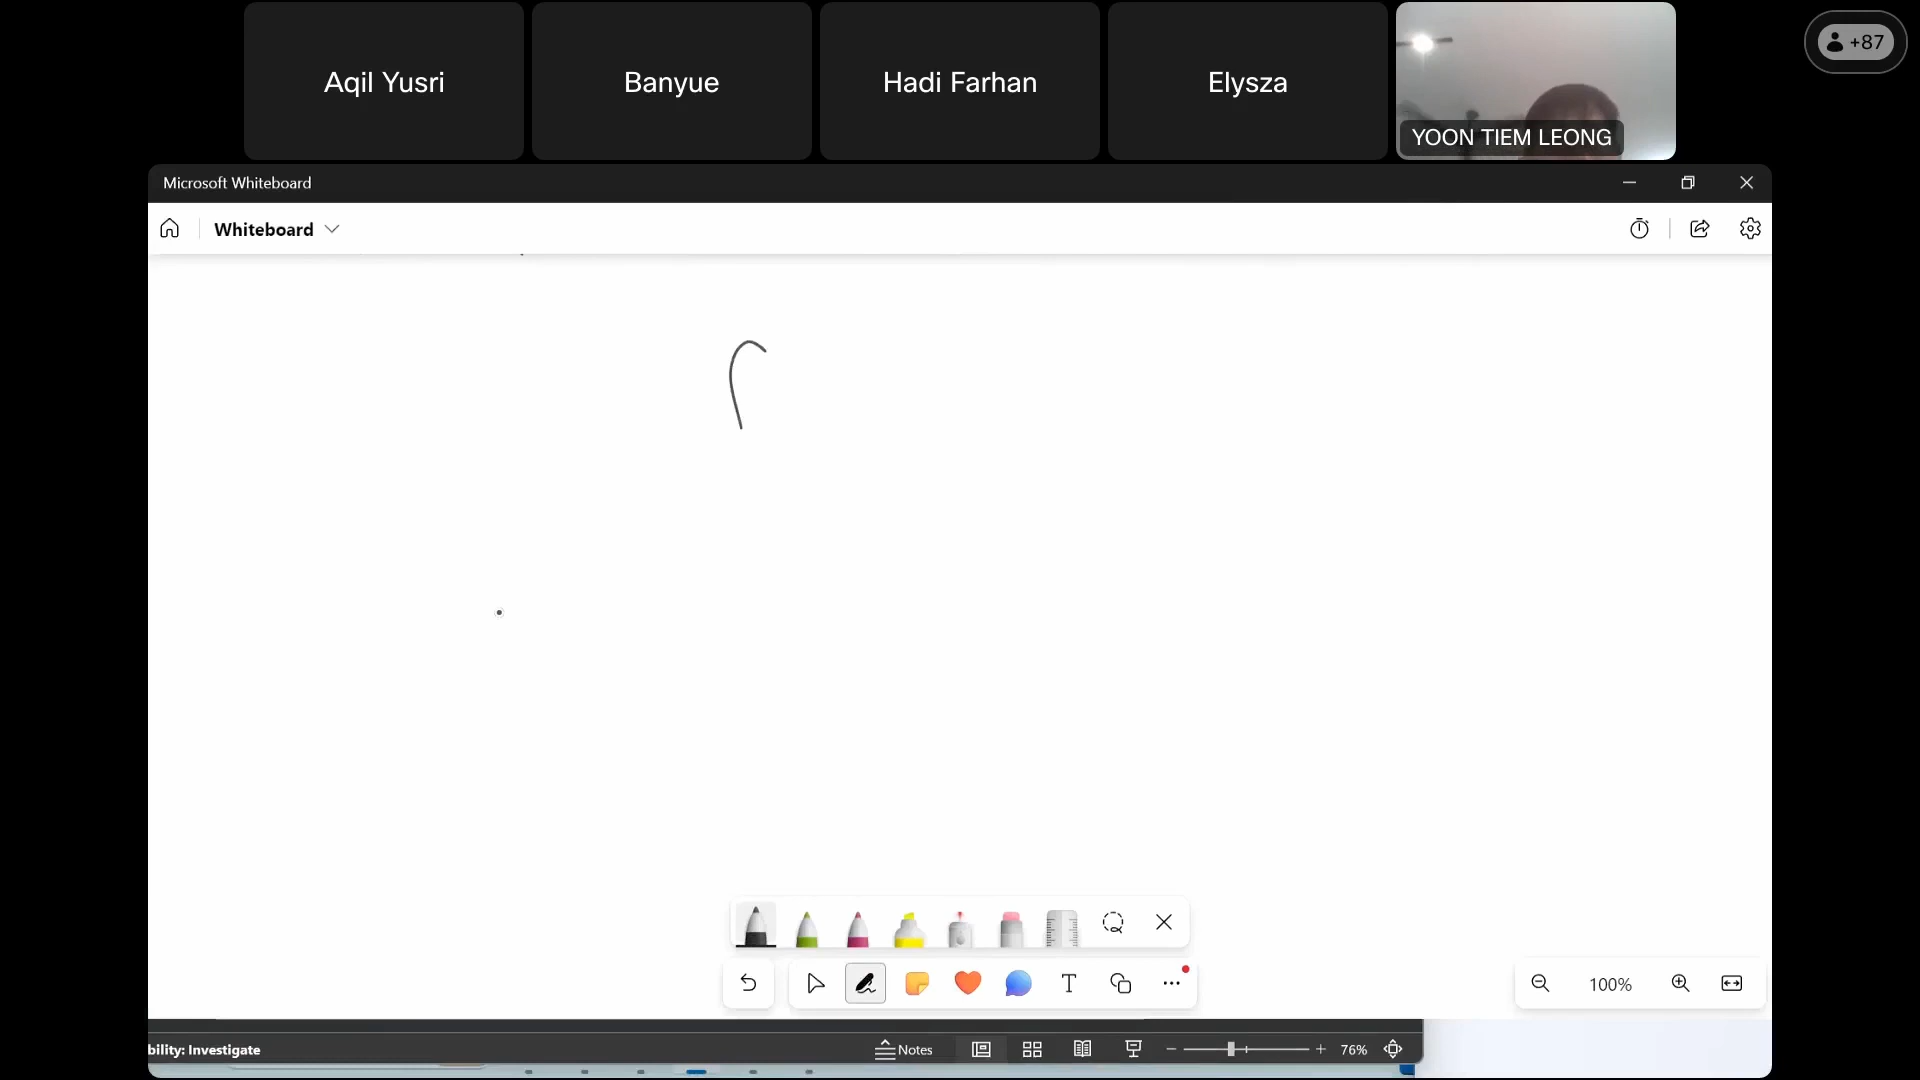 Aqil Yusri
Banyue
Hadi Farhan
Elysza
YOON TIEM LEONG
+87
Microsoft Whiteboard
Whiteboard
100%
bility: Investigate
Notes
76%